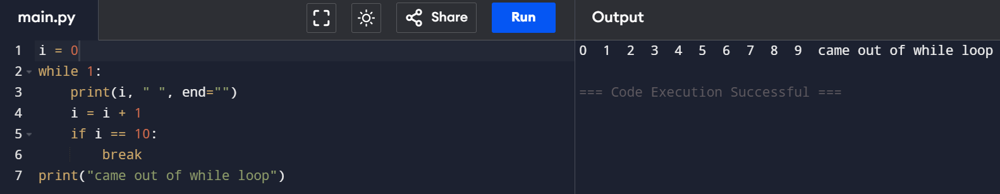 main.py Share Run Output
1 i = 0
2 while 1:
3     print(i, " ", end="")
4     i = i + 1
5     if i == 10:
6         break
7 print("came out of while loop")
0  1  2  3  4  5  6  7  8  9  came out of while loop
=== Code Execution Successful ===